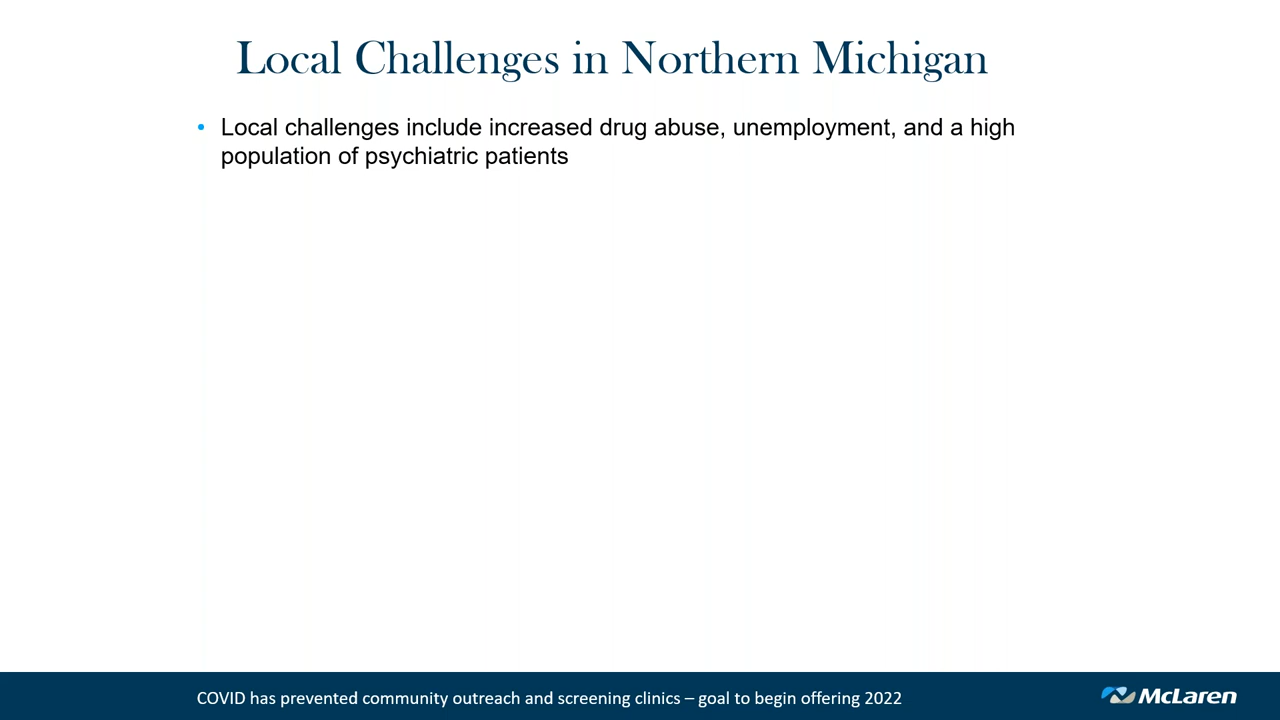 Local Challenges in Northern Michigan
• Local challenges include increased drug abuse, unemployment, and a high
population of psychiatric patients
COVID has prevented community outreach and screening clinics – goal to begin offering 2022
McLaren